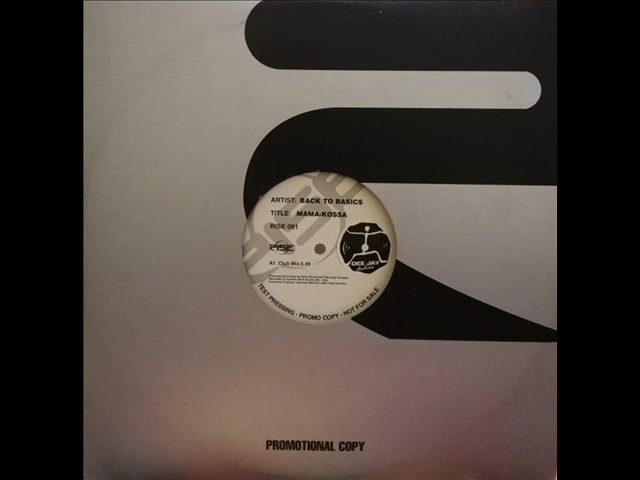 ARTIST: BACK TO BASICS
TITLE: MAMA-KOSSA
RISE 091
RISE
A1. Club Mix 5.49
DEE JAY
TEST PRESSING - PROMO COPY - NOT FOR SALE
PROMOTIONAL COPY